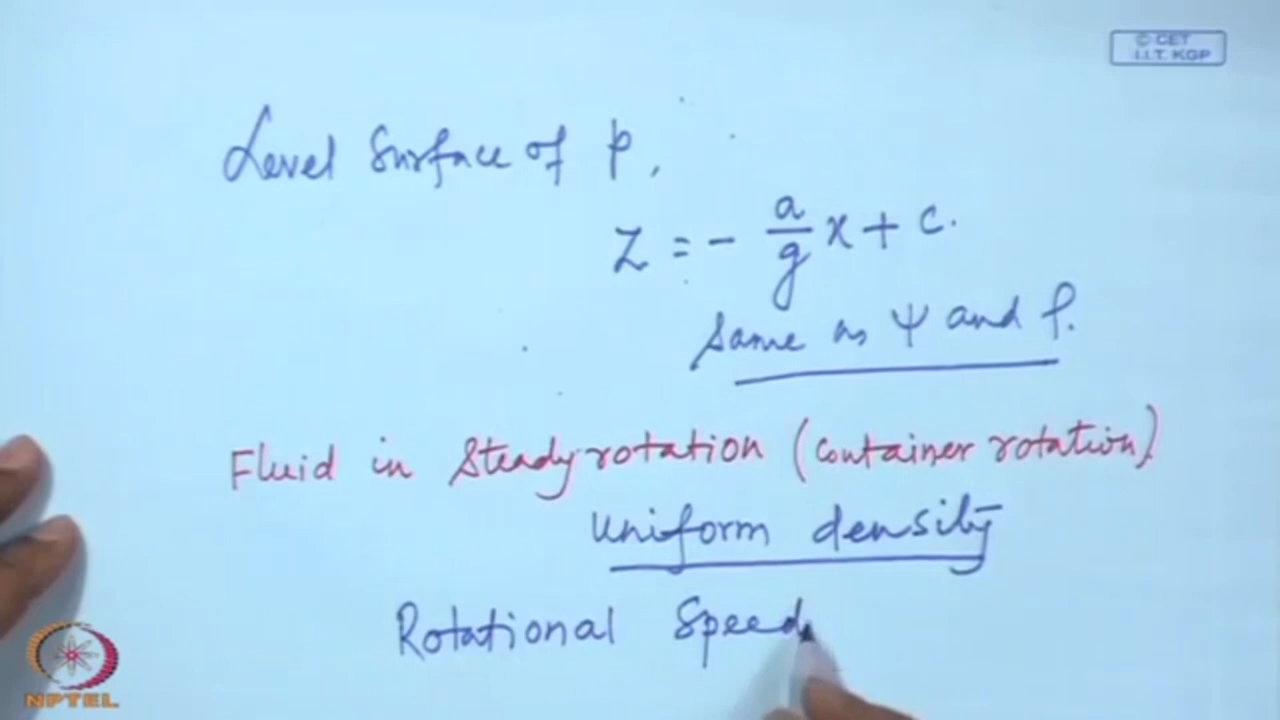 © CET
I.I.T. KGP
Level Surface of p,
z = - a/g x + c.
Same as ψ and ρ.
Fluid in Steady rotation (Container rotation)
Uniform density
Rotational Speed
NPTEL